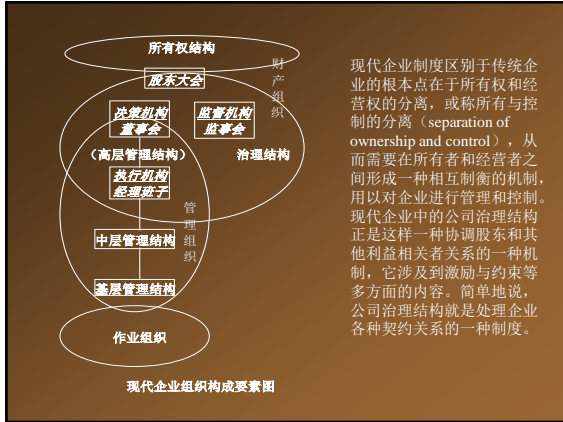 所有权结构
财产组织
股东大会
决策机构
董事会
监督机构
监事会
(高层管理结构)
治理结构
执行机构
经理班子
管理组织
中层管理结构
基层管理结构
作业组织
现代企业组织构成要素图
现代企业制度区别于传统企
业的根本点在于所有权和经
营权的分离，或称所有与控
制的分离（separation of
ownership and control），从
而需要在所有者和经营者之
间形成一种相互制衡的机制，
用以对企业进行管理和控制。
现代企业中的公司治理结构
正是这样一种协调股东和其
他利益相关者关系的一种机
制，它涉及到激励与约束等
多方面的内容。简单地说，
公司治理结构就是处理企业
各种契约关系的一种制度。